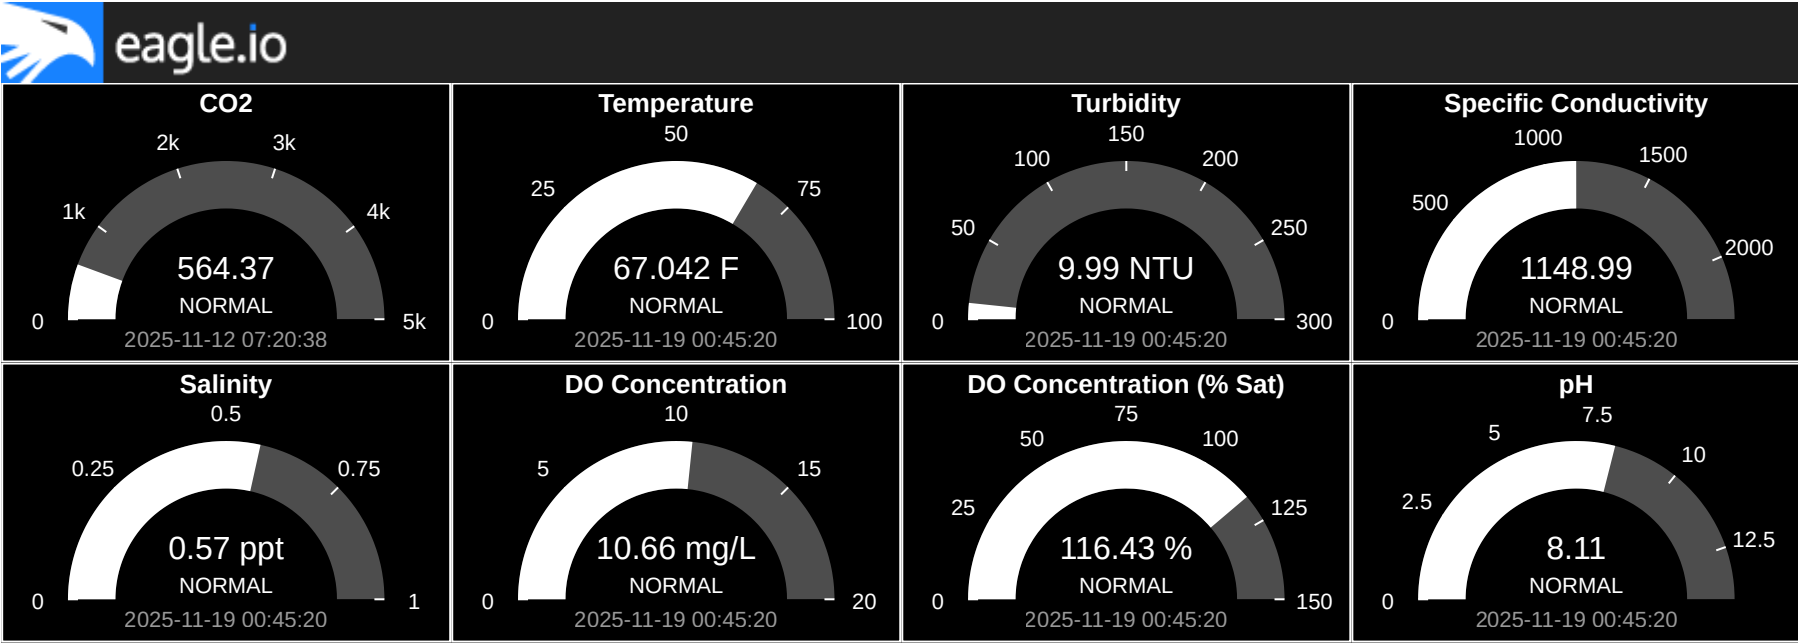 eagle.io
CO2
0
1k
2k
3k
4k
5k
564.37
NORMAL
2025-11-12 07:20:38
Temperature
0
25
50
75
100
67.042 F
NORMAL
2025-11-19 00:45:20
Turbidity
0
50
100
150
200
250
300
9.99 NTU
NORMAL
2025-11-19 00:45:20
Specific Conductivity
0
500
1000
1500
2000
1148.99
NORMAL
2025-11-19 00:45:20
Salinity
0
0.25
0.5
0.75
1
0.57 ppt
NORMAL
2025-11-19 00:45:20
DO Concentration
0
5
10
15
20
10.66 mg/L
NORMAL
2025-11-19 00:45:20
DO Concentration (% Sat)
0
25
50
75
100
125
150
116.43 %
NORMAL
2025-11-19 00:45:20
pH
0
2.5
5
7.5
10
12.5
8.11
NORMAL
2025-11-19 00:45:20